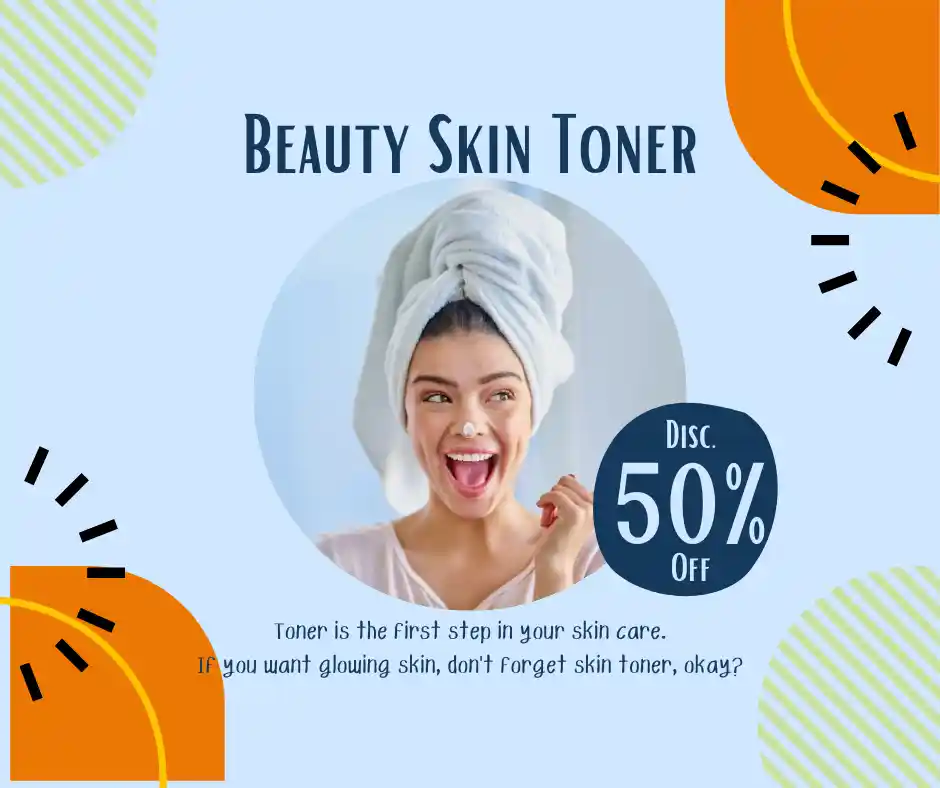 Beauty Skin Toner
Disc.
50%
Off
Toner is the first step in your skin care.
If you want glowing skin, don't forget skin toner, okay?